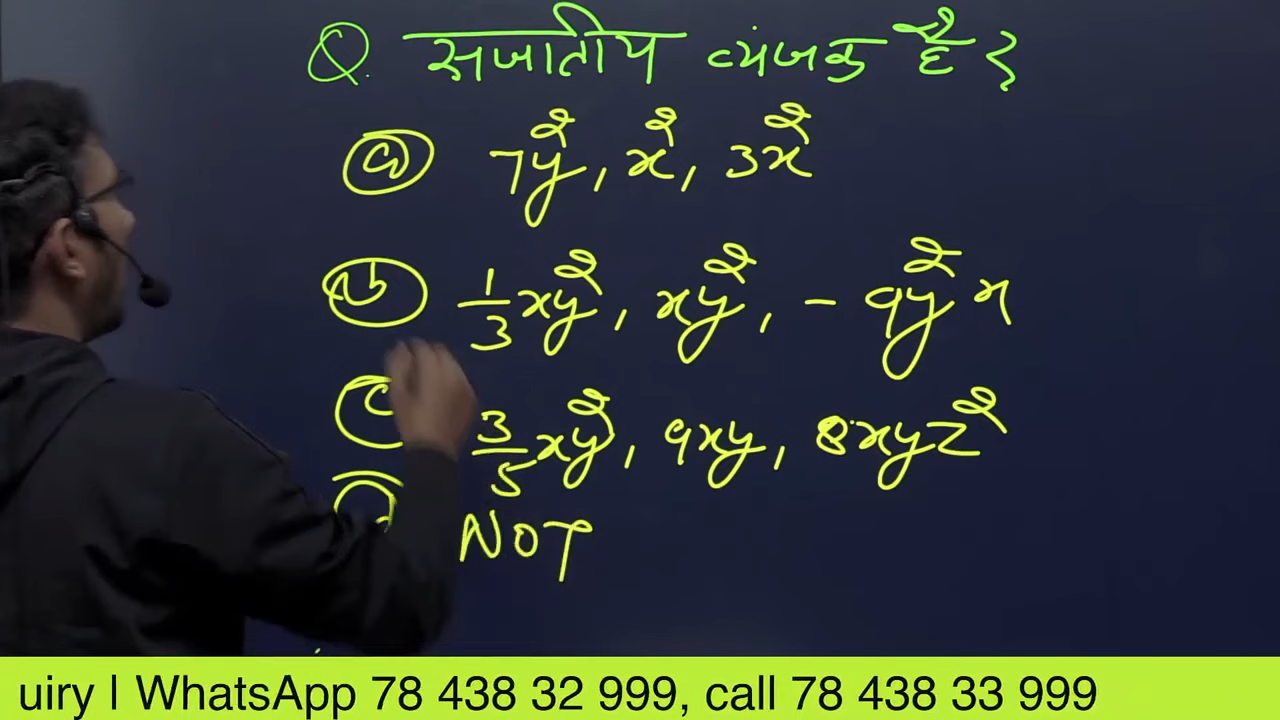 Q. सजातीय व्यंजक है?
(a) 7y², x², 3x²
(b) 1/3 xy², xy², - 9y² x
(c) 3/5 xy², 9xy, 8xyz²
NOT
uiry | WhatsApp 78 438 32 999, call 78 438 33 999